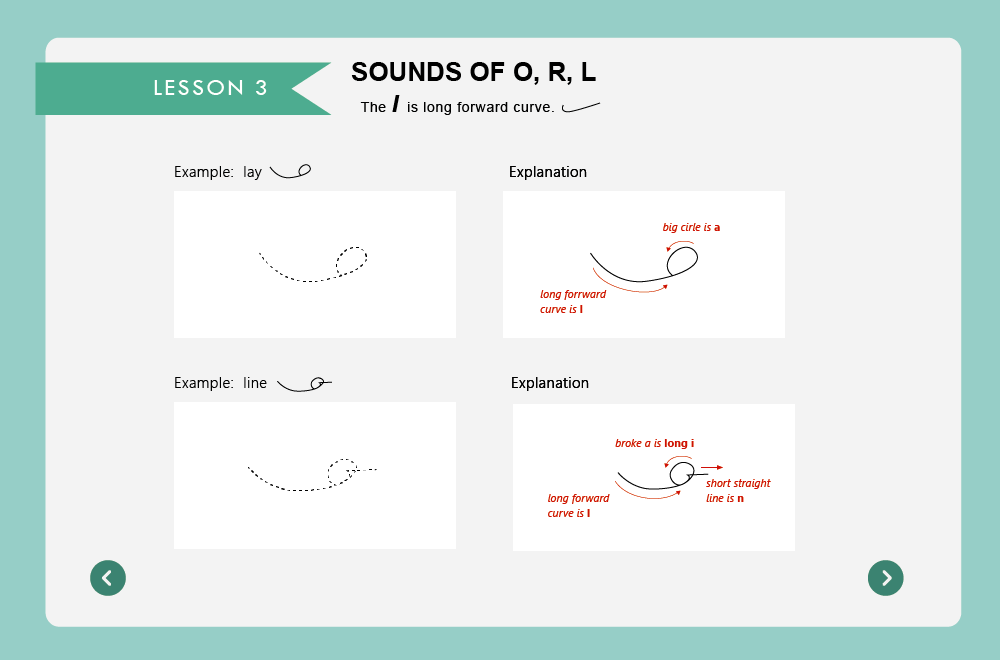 LESSON 3
SOUNDS OF O, R, L
The l is long forward curve.
Example: lay
Explanation
big cirle is a
long forrward
curve is l
Example: line
Explanation
broke a is long i
short straight
line is n
long forward
curve is l